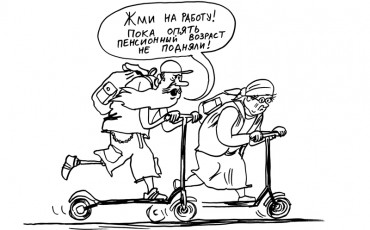 Жми на работу!
Пока опять
пенсионный возраст
не подняли!